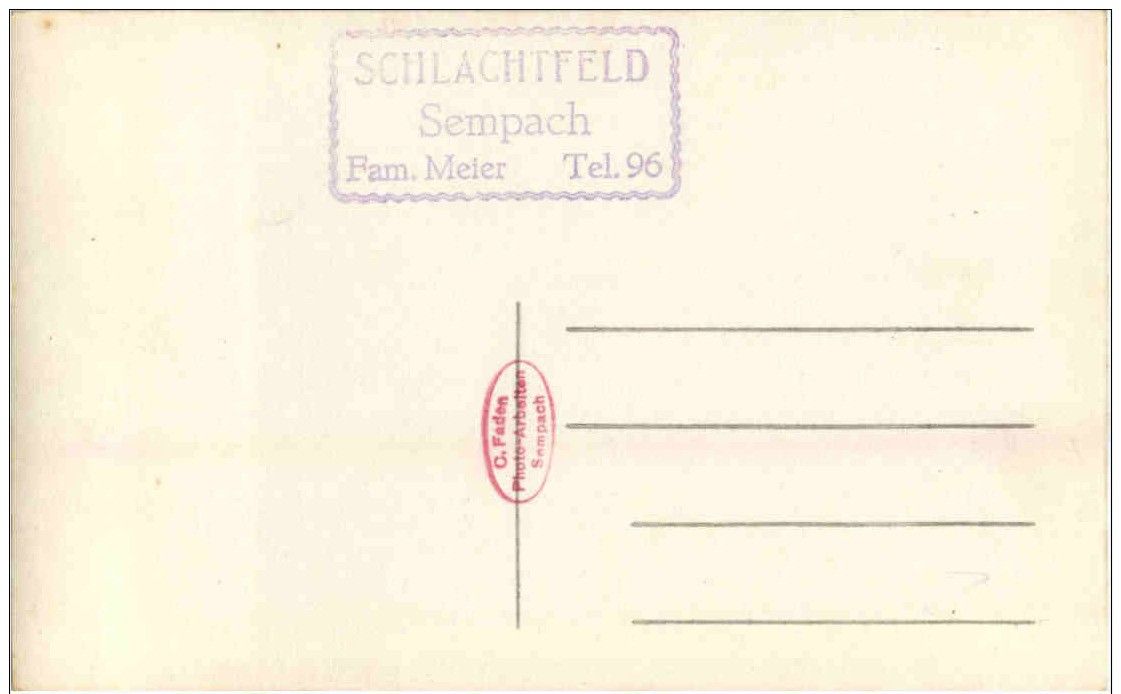 SCHLACHTFELD
Sempach
Fam. Meier Tel. 96
C. Faden
Photo-Arbeiten
Sempach